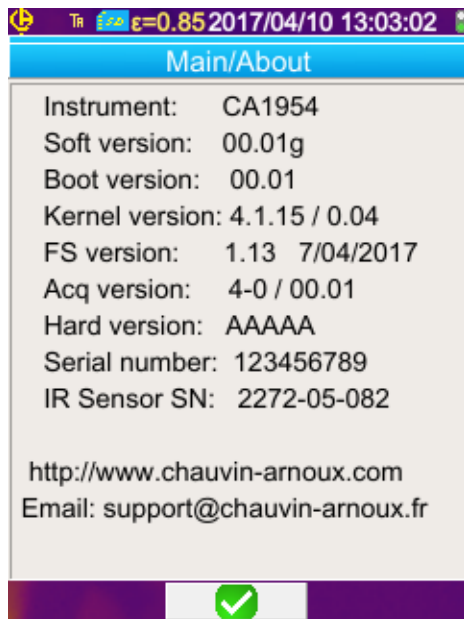 TR ε=0.85 2017/04/10 13:03:02
Main/About
Instrument: CA1954
Soft version: 00.01g
Boot version: 00.01
Kernel version: 4.1.15 / 0.04
FS version: 1.13 7/04/2017
Acq version: 4-0 / 00.01
Hard version: AAAAA
Serial number: 123456789
IR Sensor SN: 2272-05-082
http://www.chauvin-arnoux.com
Email: support@chauvin-arnoux.fr